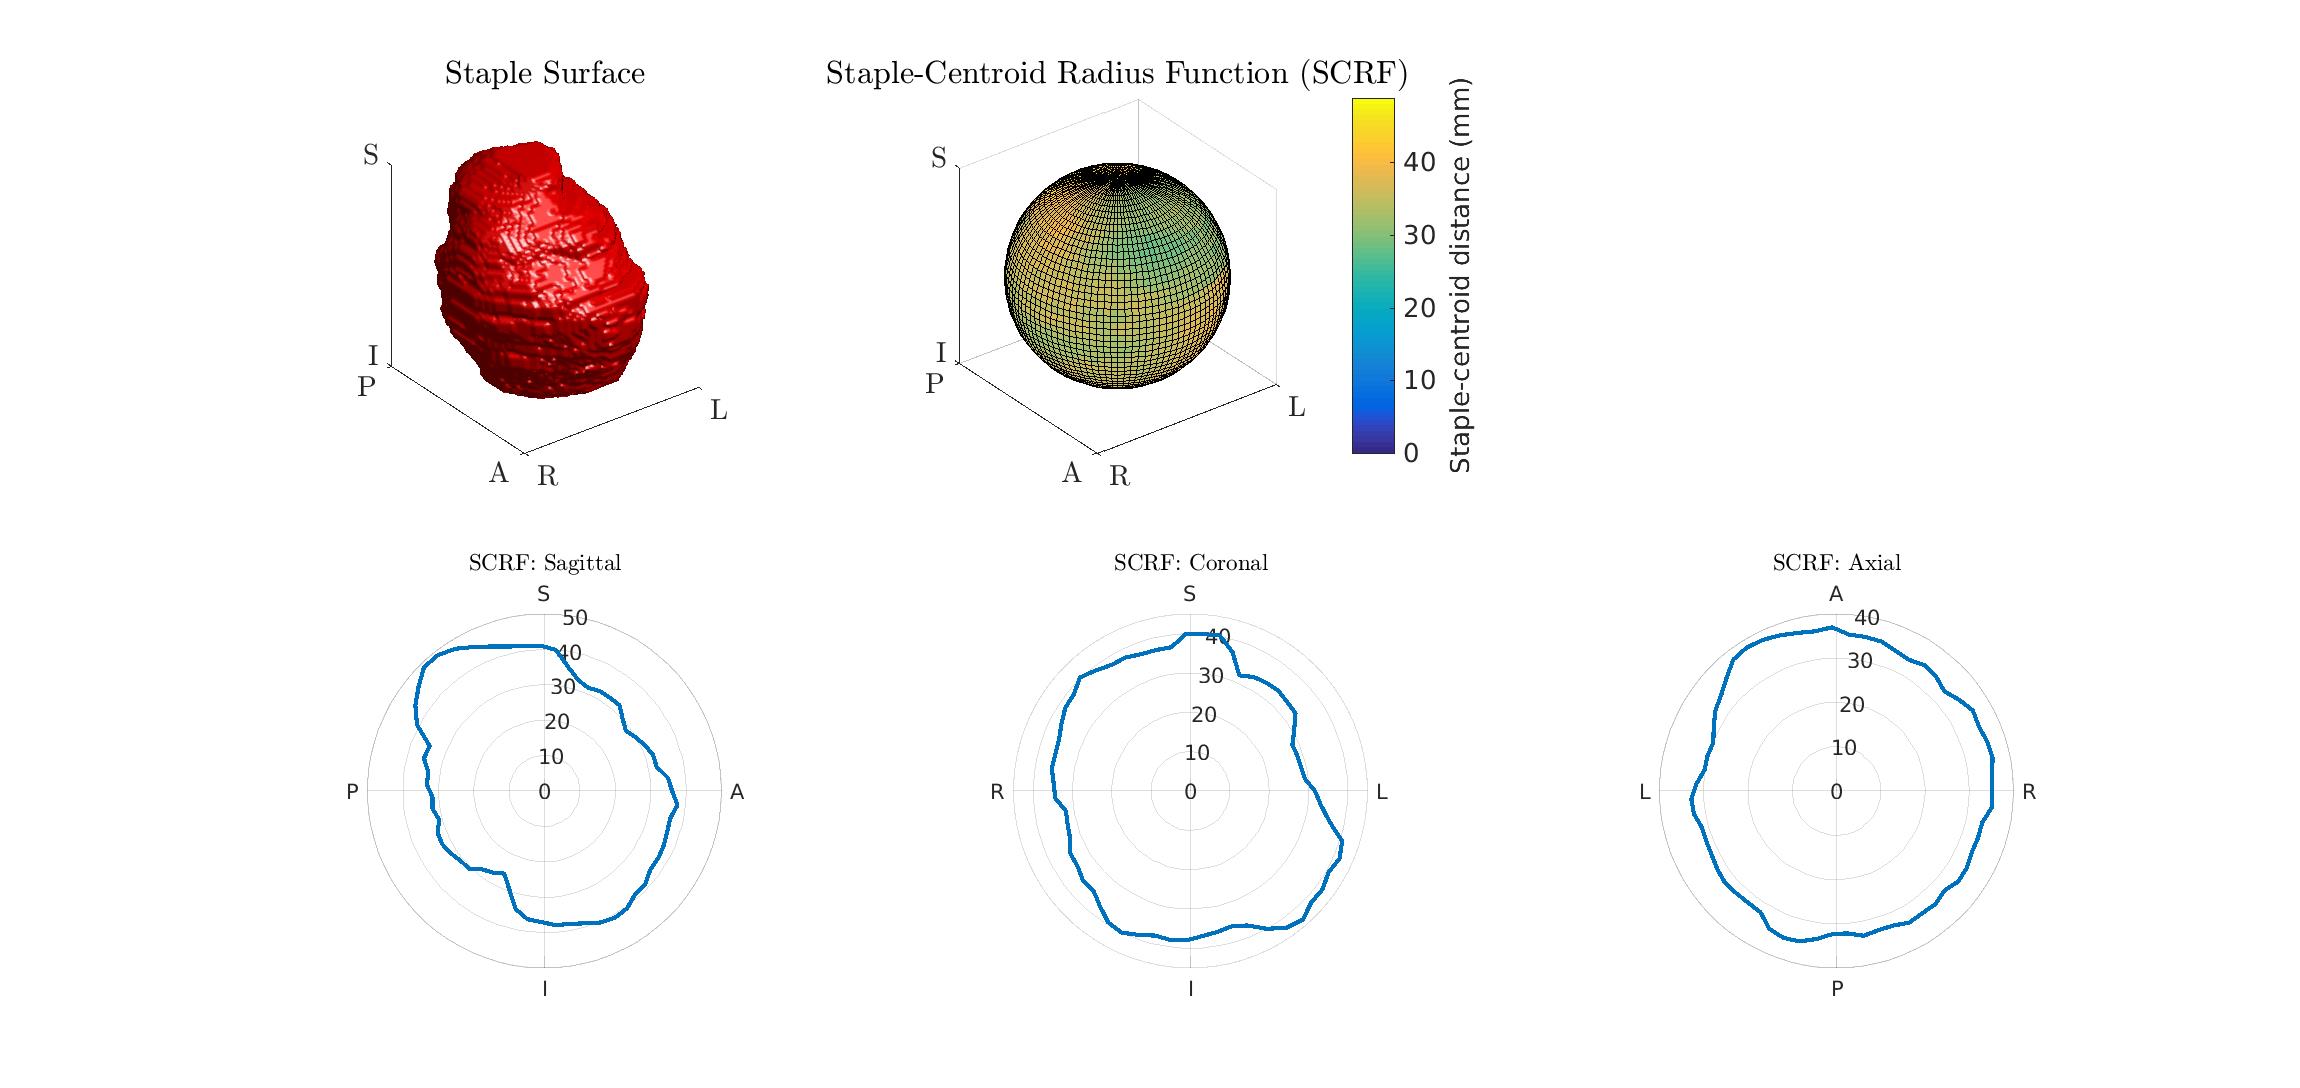 Staple Surface
S
I
P
A
R
L
Staple-Centroid Radius Function (SCRF)
S
I
P
A
R
L
40
30
20
10
0
Staple-centroid distance (mm)
SCRF: Sagittal
S
50
40
30
20
10
0
P
A
I
SCRF: Coronal
S
40
30
20
10
0
R
L
I
SCRF: Axial
A
40
30
20
10
0
L
R
P